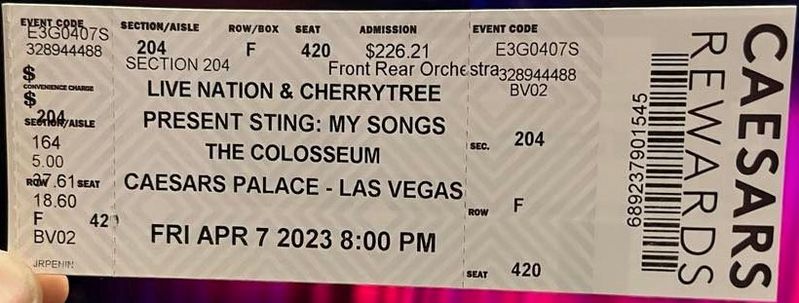 EVENT CODE
E3G0407S
328944488
$
CONVENIENCE CHARGE
$
204
SECTION/AISLE
164
5.00
ROW 37.61 SEAT
18.60
F 42
BV02
JRPENIN
SECTION/AISLE ROW/BOX SEAT ADMISSION
204 F 420 $226.21
SECTION 204 Front Rear Orchestra
LIVE NATION & CHERRYTREE
PRESENT STING: MY SONGS
THE COLOSSEUM
CAESARS PALACE - LAS VEGAS
FRI APR 7 2023 8:00 PM
EVENT CODE
E3G0407S
328944488
BV02
SEC. 204
ROW F
SEAT 420
689237901545
CAESARS
REWARDS